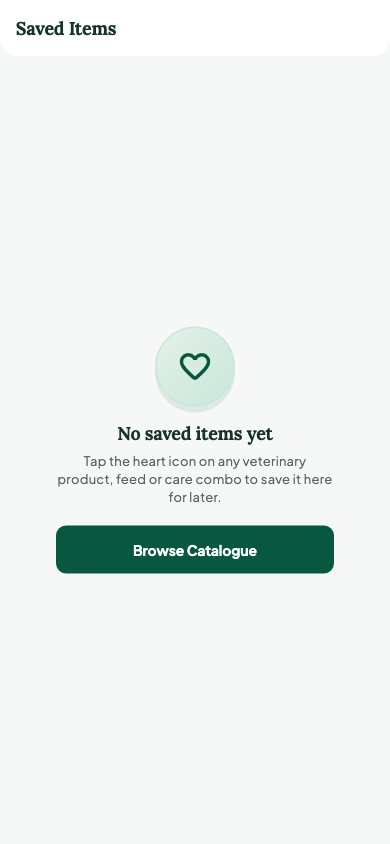 Saved Items
No saved items yet
Tap the heart icon on any veterinary
product, feed or care combo to save it here
for later.
Browse Catalogue